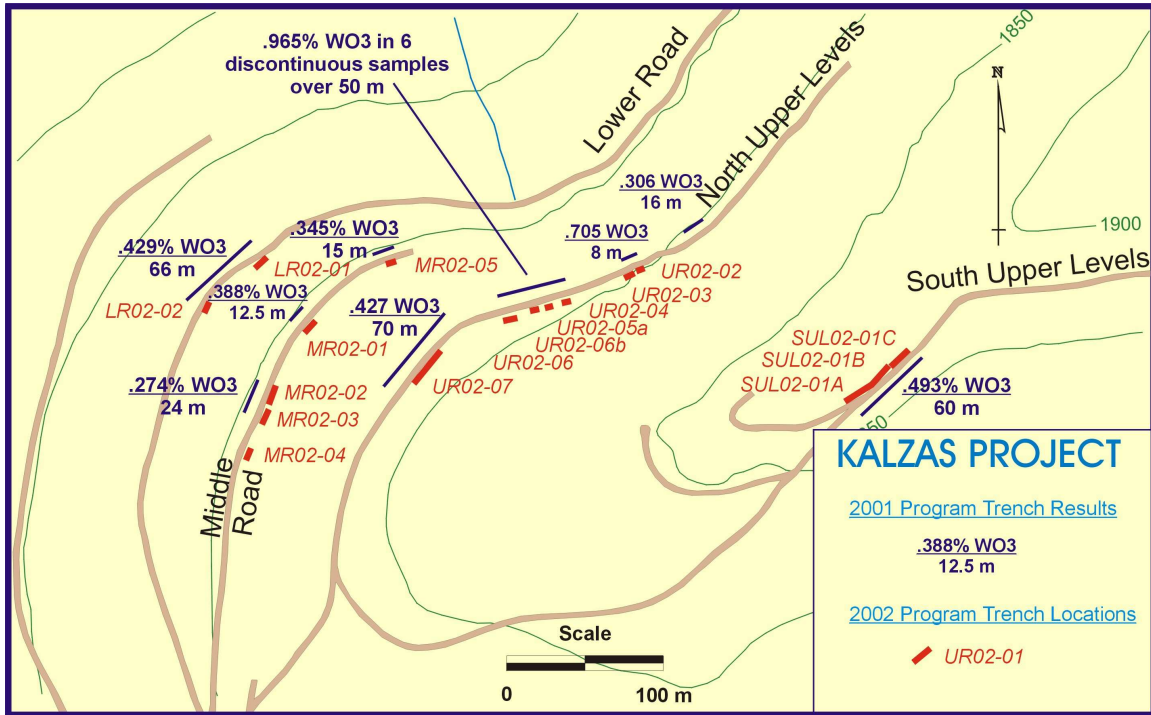 .965% WO3 in 6
discontinuous samples
over 50 m
Lower Road
North Upper Levels
1850
N
1900
South Upper Levels
.306 WO3
16 m
.705 WO3
8 m
.345% WO3
15 m
.429% WO3
66 m
LR02-01
MR02-05
LR02-02
.388% WO3
12.5 m
MR02-01
.427 WO3
70 m
UR02-02
UR02-03
UR02-04
UR02-05a
UR02-06b
UR02-06
UR02-07
.274% WO3
24 m
MR02-02
MR02-03
MR02-04
Middle
Road
SUL02-01C
SUL02-01B
SUL02-01A
.493% WO3
60 m
Scale
0 100 m
KALZAS PROJECT
2001 Program Trench Results
.388% WO3
12.5 m
2002 Program Trench Locations
UR02-01